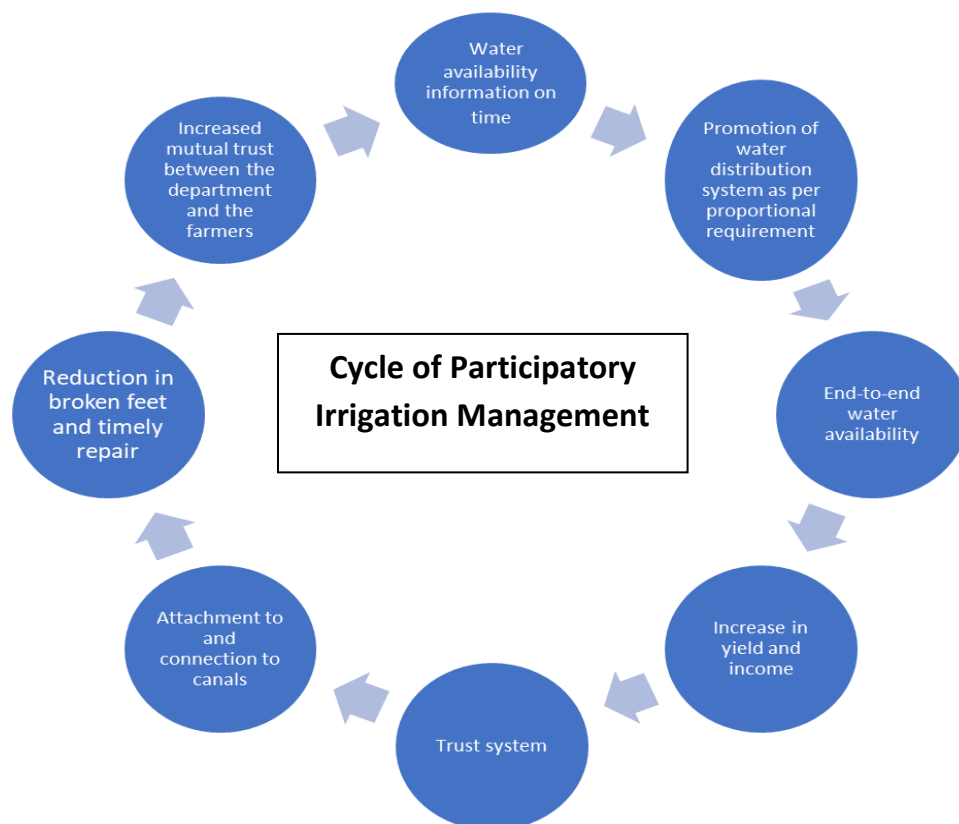 Water
availability
information on
time
Promotion of
water
distribution
system as per
proportional
requirement
End-to-end
water
availability
Increase in
yield and
income
Trust system
Attachment to
and
connection to
canals
Reduction in
broken feet
and timely
repair
Increased
mutual trust
between the
department
and the
farmers
Cycle of Participatory
Irrigation Management